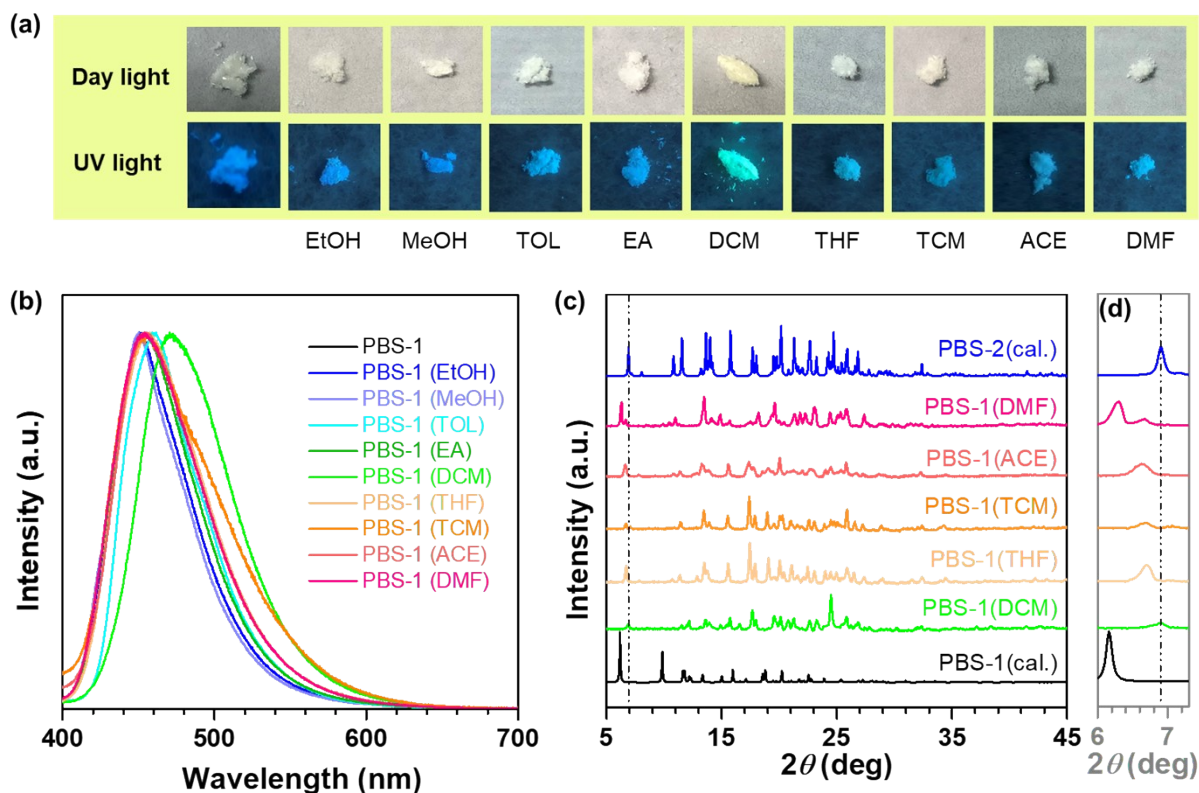 (a)
Day light
UV light
EtOH MeOH TOL EA DCM THF TCM ACE DMF
(b)
PBS-1
PBS-1 (EtOH)
PBS-1 (MeOH)
PBS-1 (TOL)
PBS-1 (EA)
PBS-1 (DCM)
PBS-1 (THF)
PBS-1 (TCM)
PBS-1 (ACE)
PBS-1 (DMF)
Intensity (a.u.)
400 500 600 700
Wavelength (nm)
(c)
PBS-2(cal.)
PBS-1(DMF)
PBS-1(ACE)
PBS-1(TCM)
PBS-1(THF)
PBS-1(DCM)
PBS-1(cal.)
Intensity (a.u.)
5 15 25 35 45
2θ (deg)
(d)
6 7
2θ (deg)